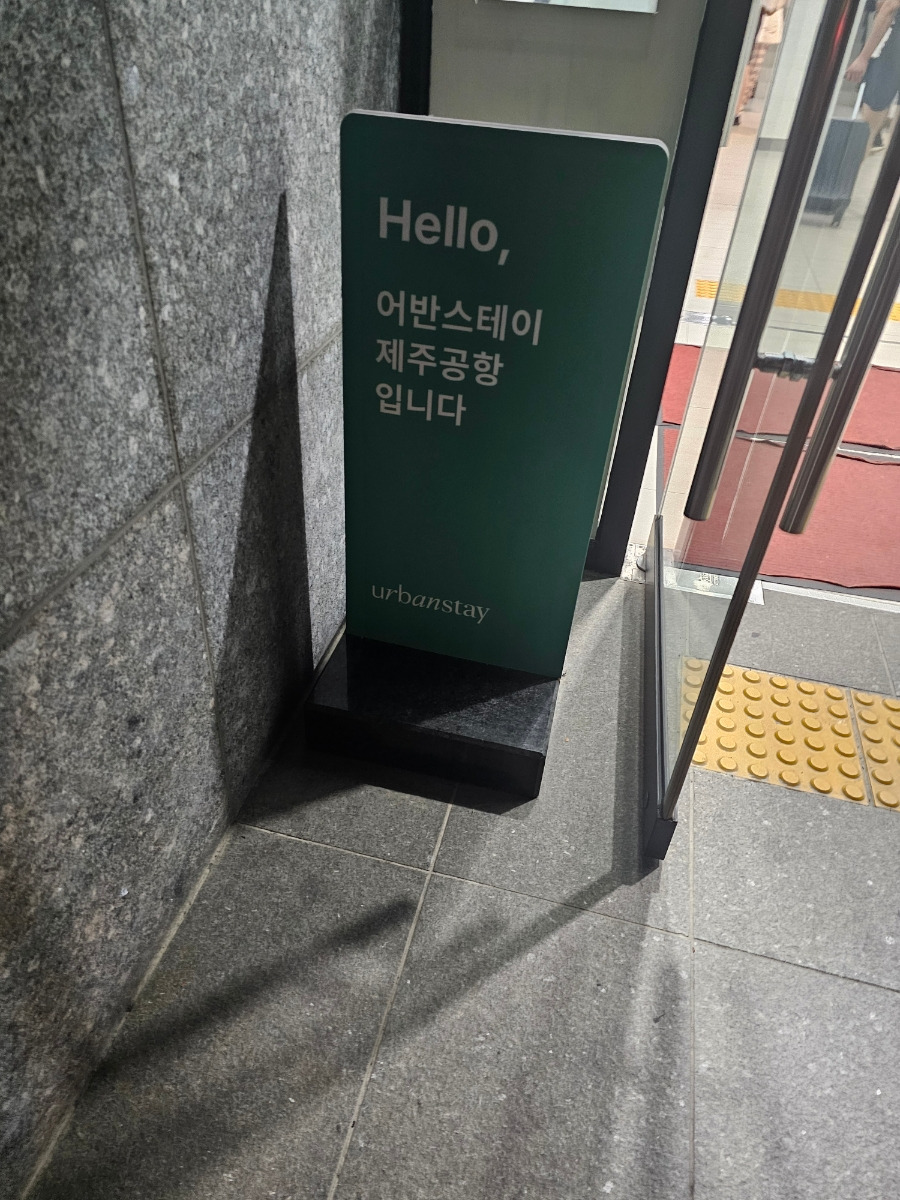 Hello,
어반스테이
제주공항
입니다
urbanstay